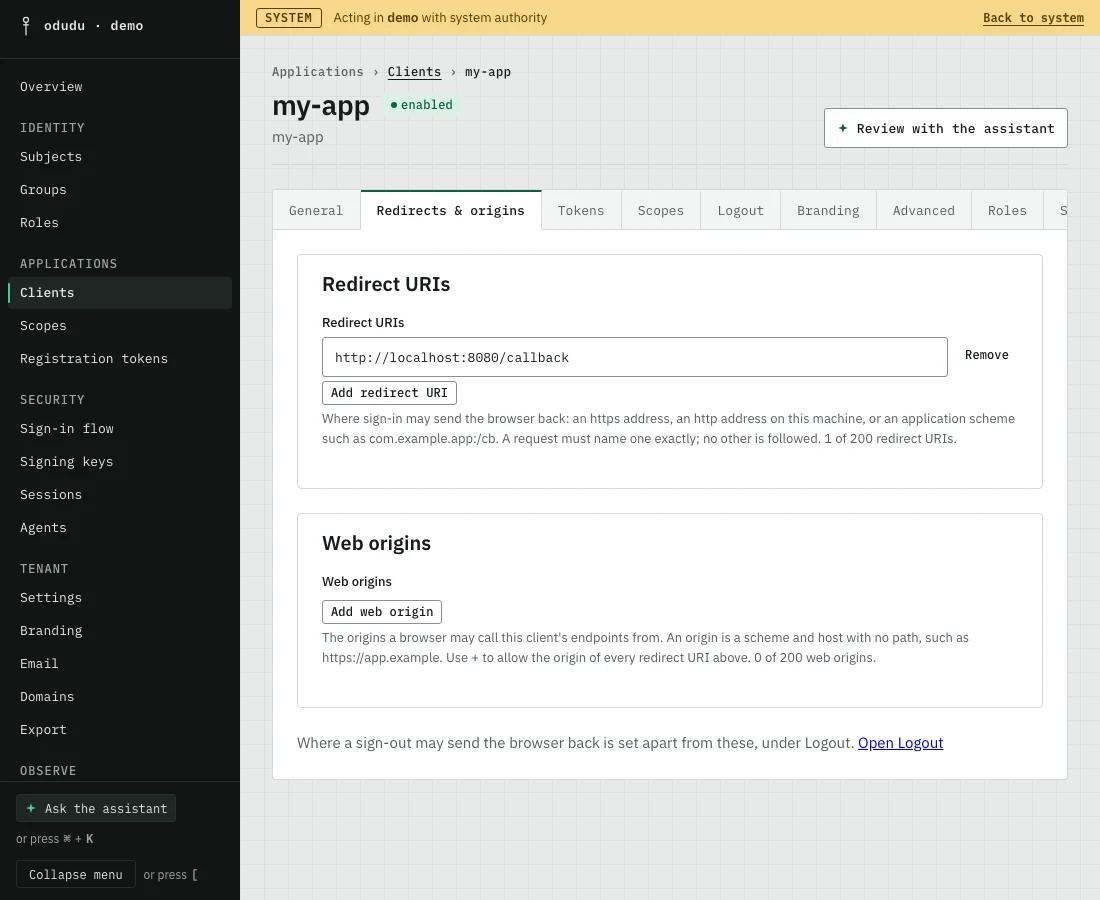 odudu · demo
SYSTEM Acting in demo with system authority Back to system
Overview
IDENTITY
Subjects
Groups
Roles
APPLICATIONS
Clients
Scopes
Registration tokens
SECURITY
Sign-in flow
Signing keys
Sessions
Agents
TENANT
Settings
Branding
Email
Domains
Export
OBSERVE
Ask the assistant
or press ⌘ + K
Collapse menu or press [
Applications › Clients › my-app
my-app enabled
my-app
Review with the assistant
General Redirects & origins Tokens Scopes Logout Branding Advanced Roles S
Redirect URIs
Redirect URIs
http://localhost:8080/callback Remove
Add redirect URI
Where sign-in may send the browser back: an https address, an http address on this machine, or an application scheme
such as com.example.app:/cb. A request must name one exactly; no other is followed. 1 of 200 redirect URIs.
Web origins
Web origins
Add web origin
The origins a browser may call this client's endpoints from. An origin is a scheme and host with no path, such as
https://app.example. Use + to allow the origin of every redirect URI above. 0 of 200 web origins.
Where a sign-out may send the browser back is set apart from these, under Logout. Open Logout